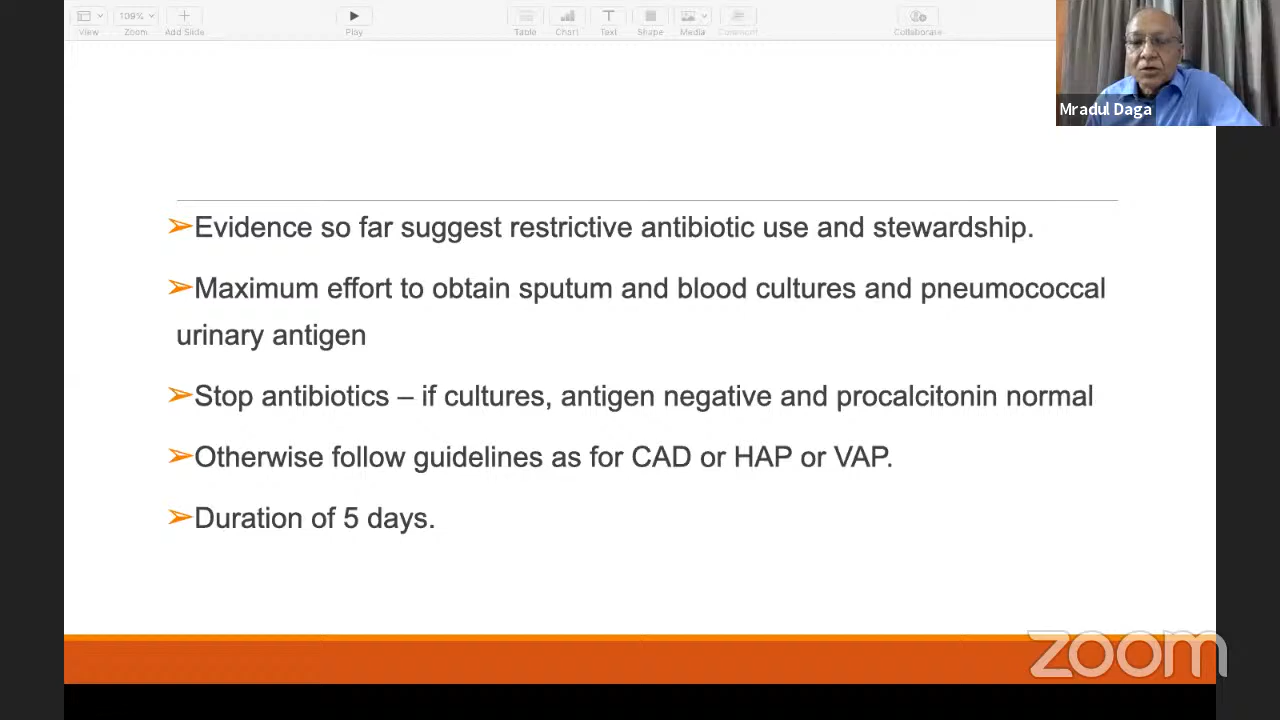 109%
View
Zoom
Add Slide
Play
Table
Chart
Text
Shape
Media
Comment
Collaborate
Mradul Daga
➢Evidence so far suggest restrictive antibiotic use and stewardship.
➢Maximum effort to obtain sputum and blood cultures and pneumococcal
urinary antigen
➢Stop antibiotics – if cultures, antigen negative and procalcitonin normal
➢Otherwise follow guidelines as for CAD or HAP or VAP.
➢Duration of 5 days.
zoom